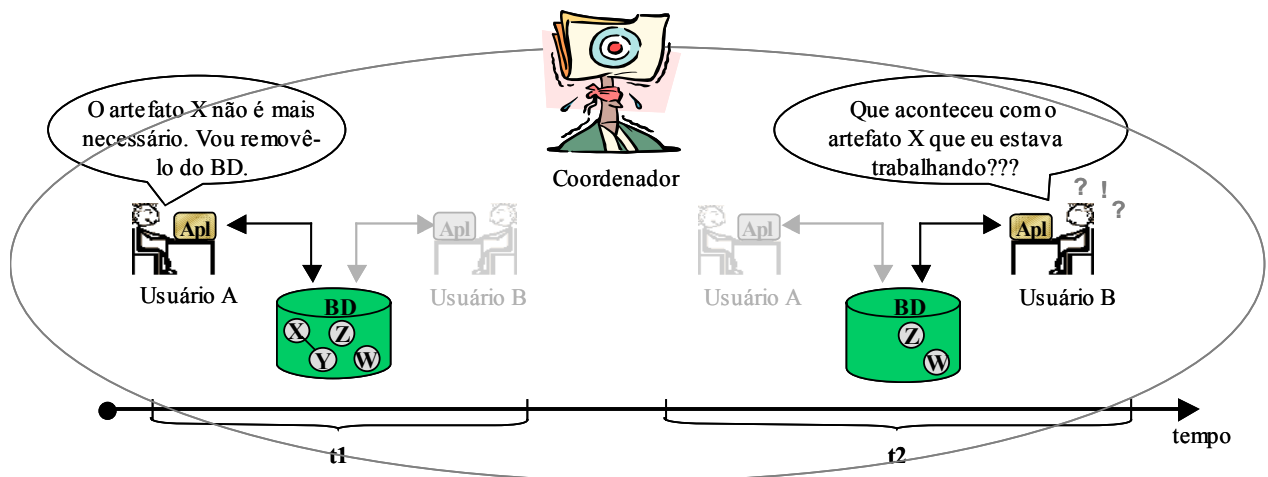 Coordenador
O artefato X não é mais
necessário. Vou removê-
lo do BD.
Que aconteceu com o
artefato X que eu estava
trabalhando???
? ! ?
Apl
Apl
Apl
Apl
Usuário A
Usuário B
Usuário A
Usuário B
BD
X Z
Y W
BD
Z
W
tempo
t1
t2